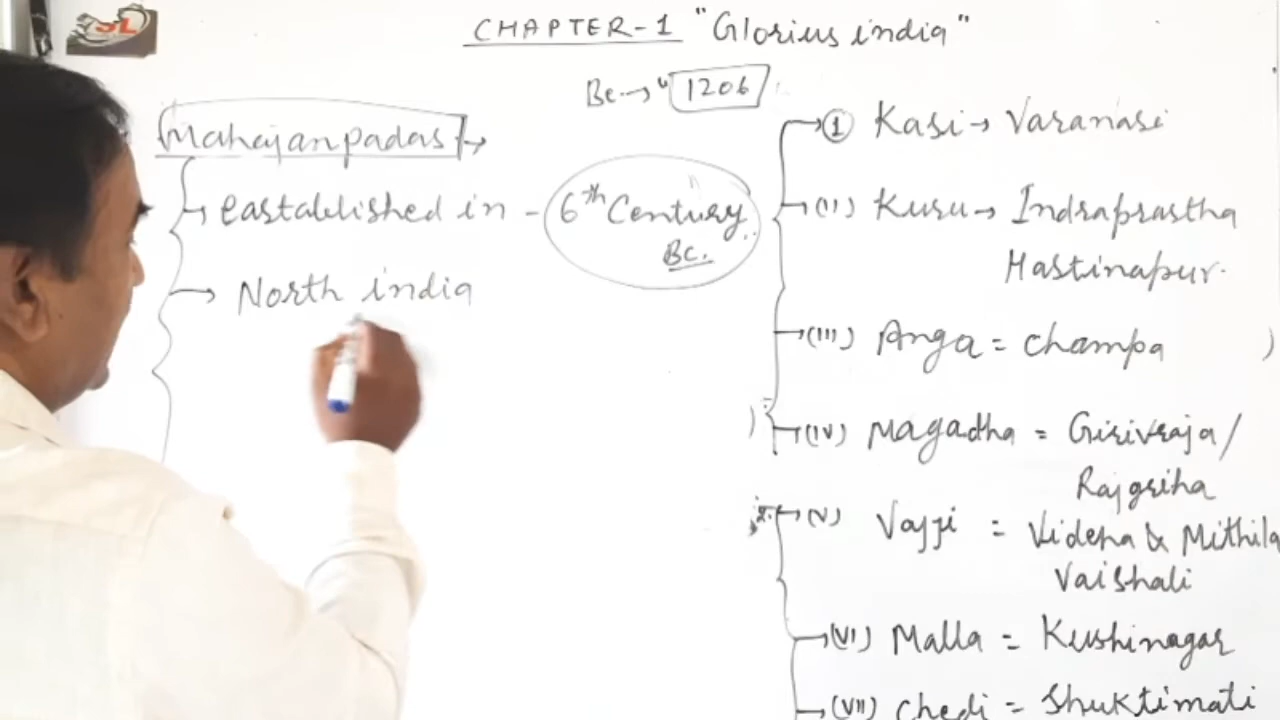 SL
CHAPTER-1 "Glorius india"
Bc→ "1206
Mahajanpadas →
→ eastablished in - 6th Century Bc.
→ North india
→ ① Kasi → Varanasi
→ (II) Kuru → Indraprastha
Hastinapur.
→ (III) Anga = Champa
→ (IV) Magadha = Girivraja/
Rajgriha
→ (V) Vajji = Videha & Mithila
Vaishali
→ (VI) Malla = Kushinagar
→ (VII) Chedi = Shuktimati